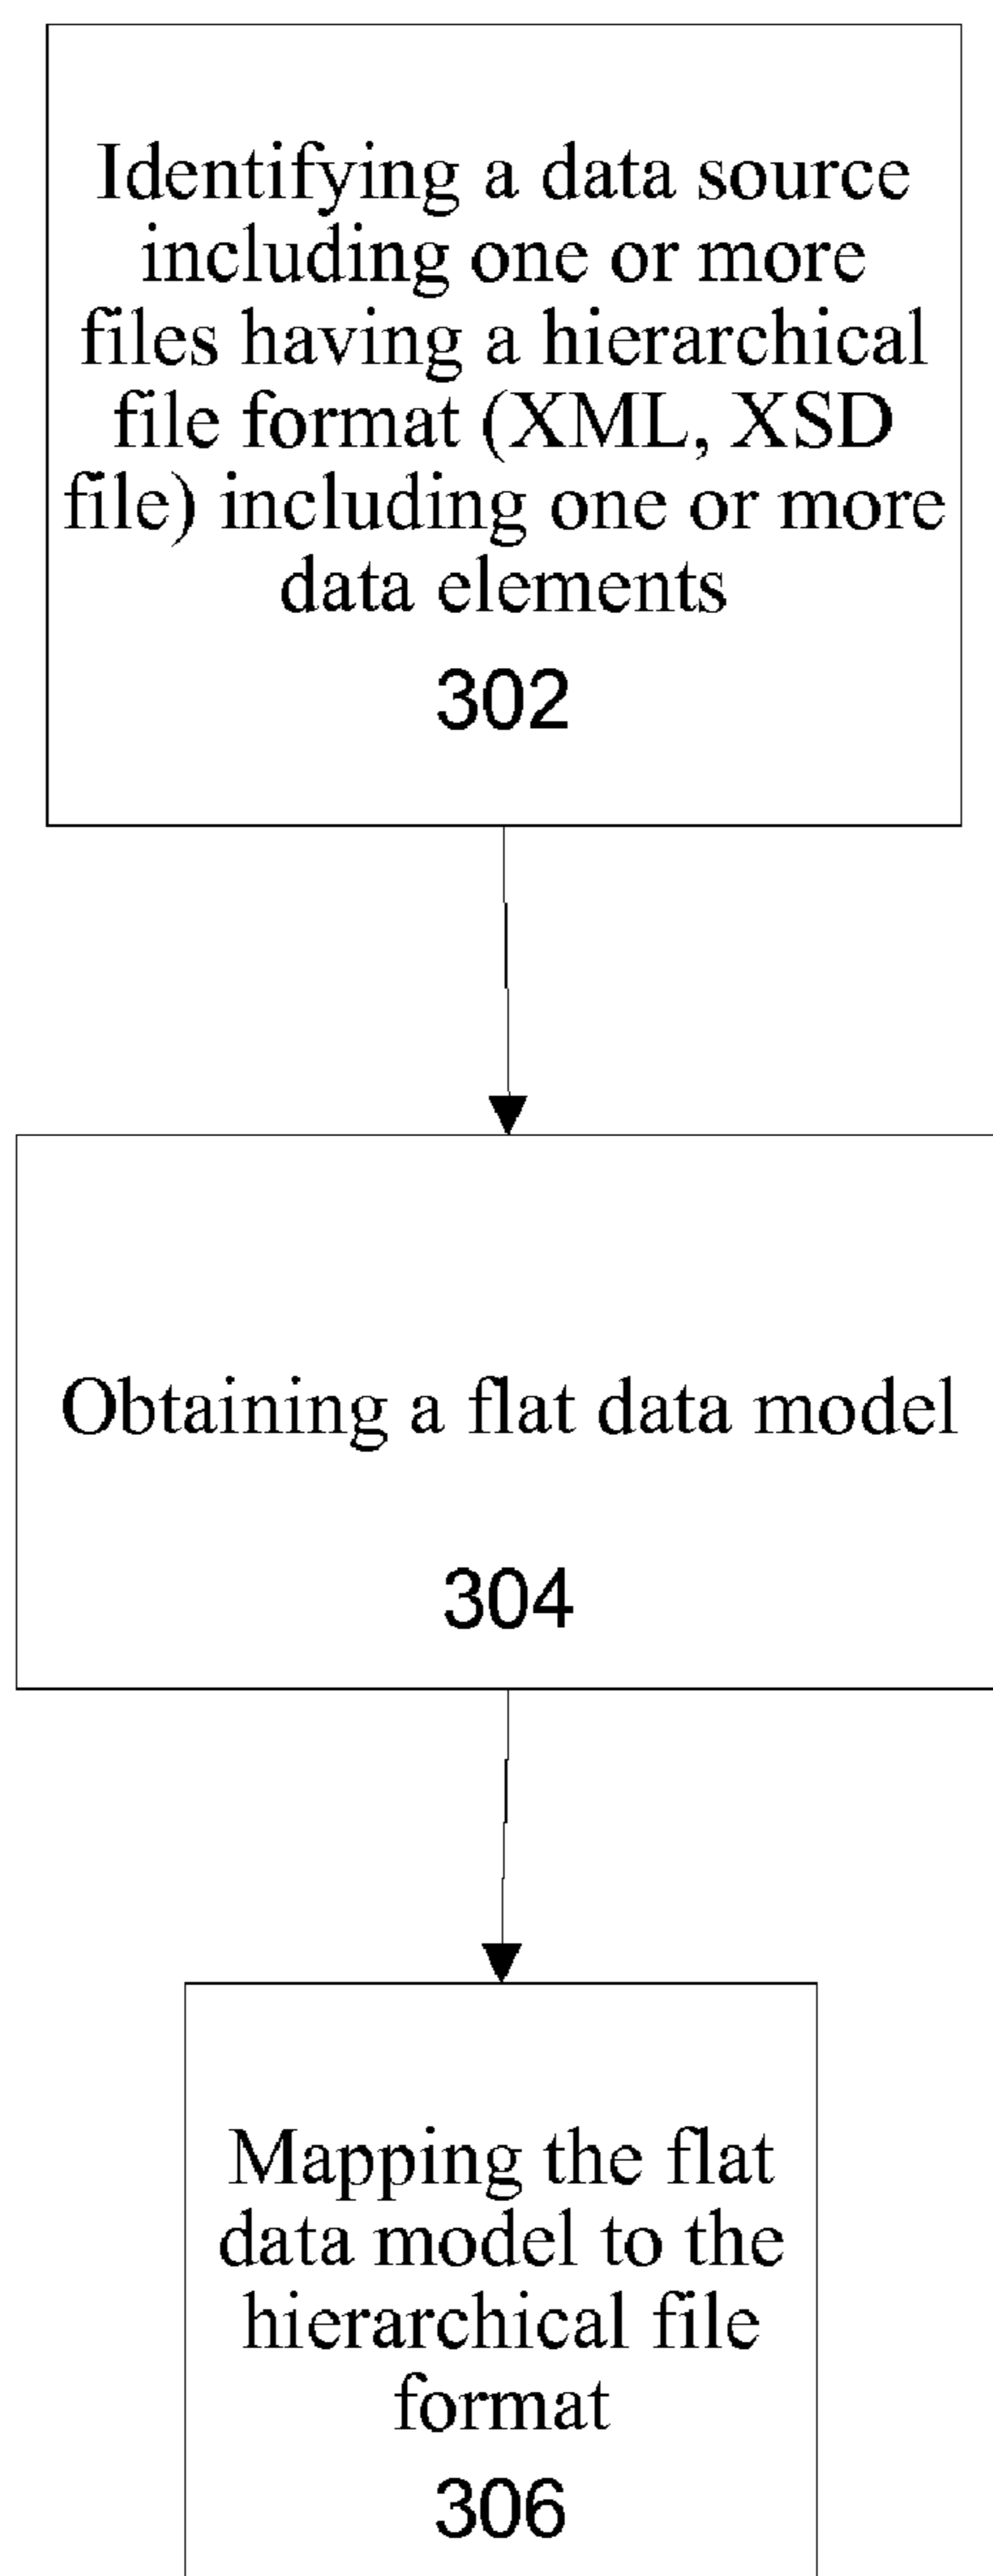 Identifying a data source
including one or more
files having a hierarchical
file format (XML, XSD
file) including one or more
data elements
302
Obtaining a flat data model
304
Mapping the flat
data model to the
hierarchical file
format
306